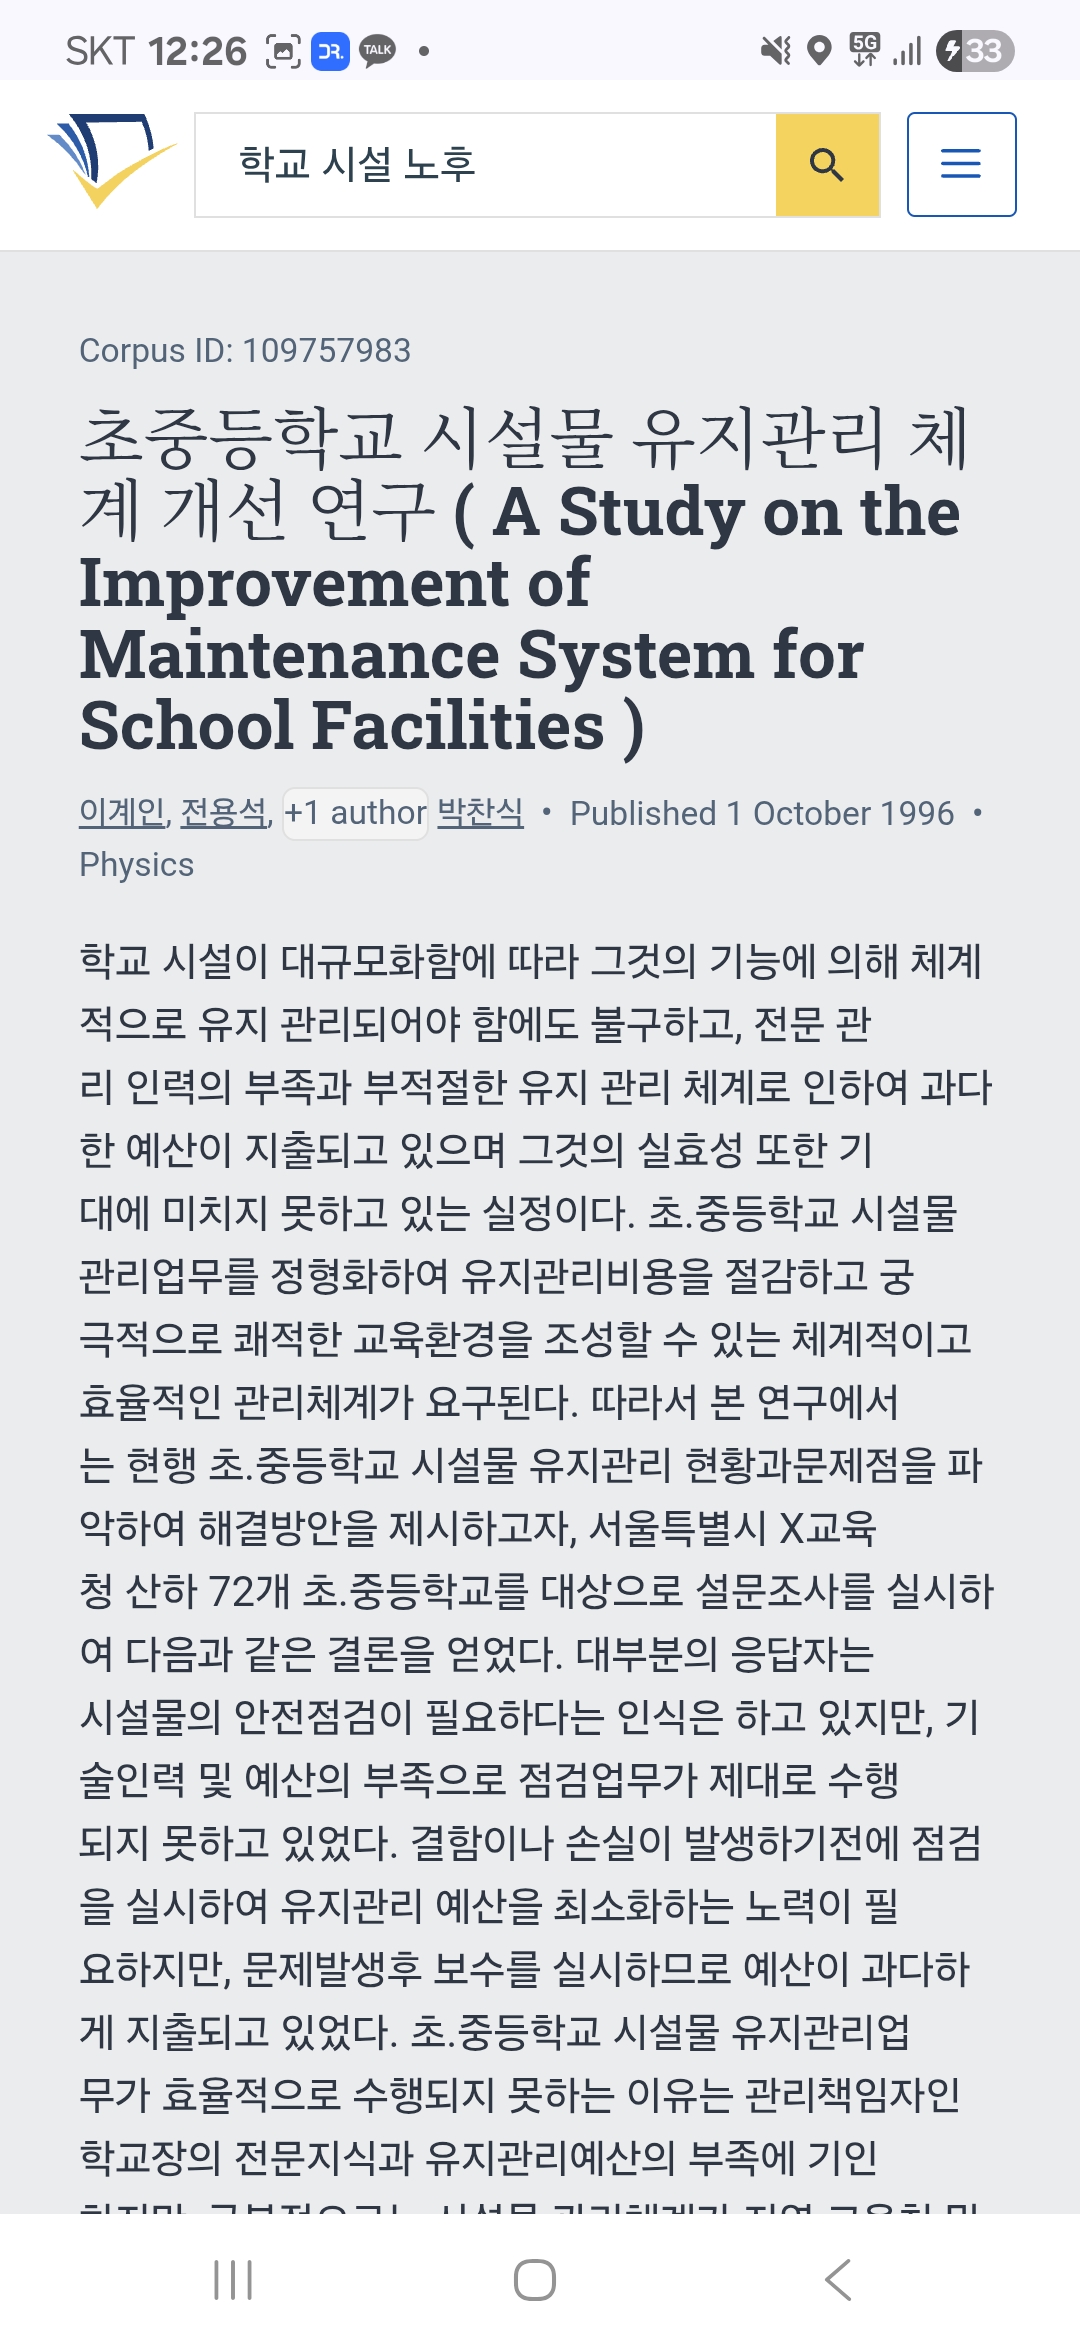 SKT 12:26 DR. TALK 5G 33
학교 시설 노후
Corpus ID: 109757983
초중등학교 시설물 유지관리 체
계 개선 연구 ( A Study on the
Improvement of
Maintenance System for
School Facilities )
이계인, 전용석, +1 author 박찬식 • Published 1 October 1996 •
Physics
학교 시설이 대규모화함에 따라 그것의 기능에 의해 체계
적으로 유지 관리되어야 함에도 불구하고, 전문 관
리 인력의 부족과 부적절한 유지 관리 체계로 인하여 과다
한 예산이 지출되고 있으며 그것의 실효성 또한 기
대에 미치지 못하고 있는 실정이다. 초.중등학교 시설물
관리업무를 정형화하여 유지관리비용을 절감하고 궁
극적으로 쾌적한 교육환경을 조성할 수 있는 체계적이고
효율적인 관리체계가 요구된다. 따라서 본 연구에서
는 현행 초.중등학교 시설물 유지관리 현황과문제점을 파
악하여 해결방안을 제시하고자, 서울특별시 X교육
청 산하 72개 초.중등학교를 대상으로 설문조사를 실시하
여 다음과 같은 결론을 얻었다. 대부분의 응답자는
시설물의 안전점검이 필요하다는 인식은 하고 있지만, 기
술인력 및 예산의 부족으로 점검업무가 제대로 수행
되지 못하고 있었다. 결함이나 손실이 발생하기전에 점검
을 실시하여 유지관리 예산을 최소화하는 노력이 필
요하지만, 문제발생후 보수를 실시하므로 예산이 과다하
게 지출되고 있었다. 초.중등학교 시설물 유지관리업
무가 효율적으로 수행되지 못하는 이유는 관리책임자인
학교장의 전문지식과 유지관리예산의 부족에 기인